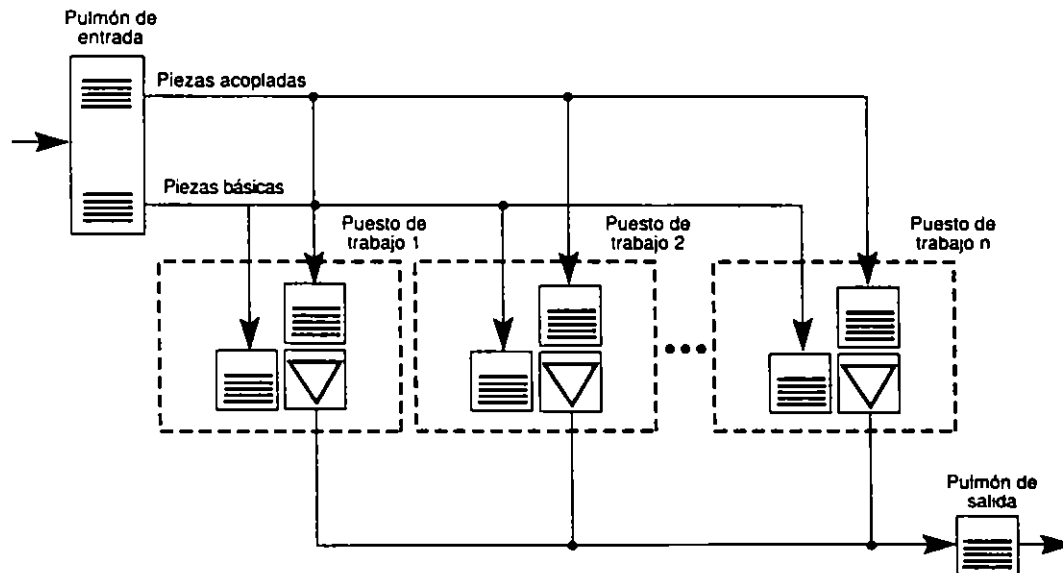 Pulmón de
entrada
Piezas acopladas
Piezas básicas
Puesto de
trabajo 1
Puesto de
trabajo 2
Puesto de
trabajo n
Pulmón de
salida